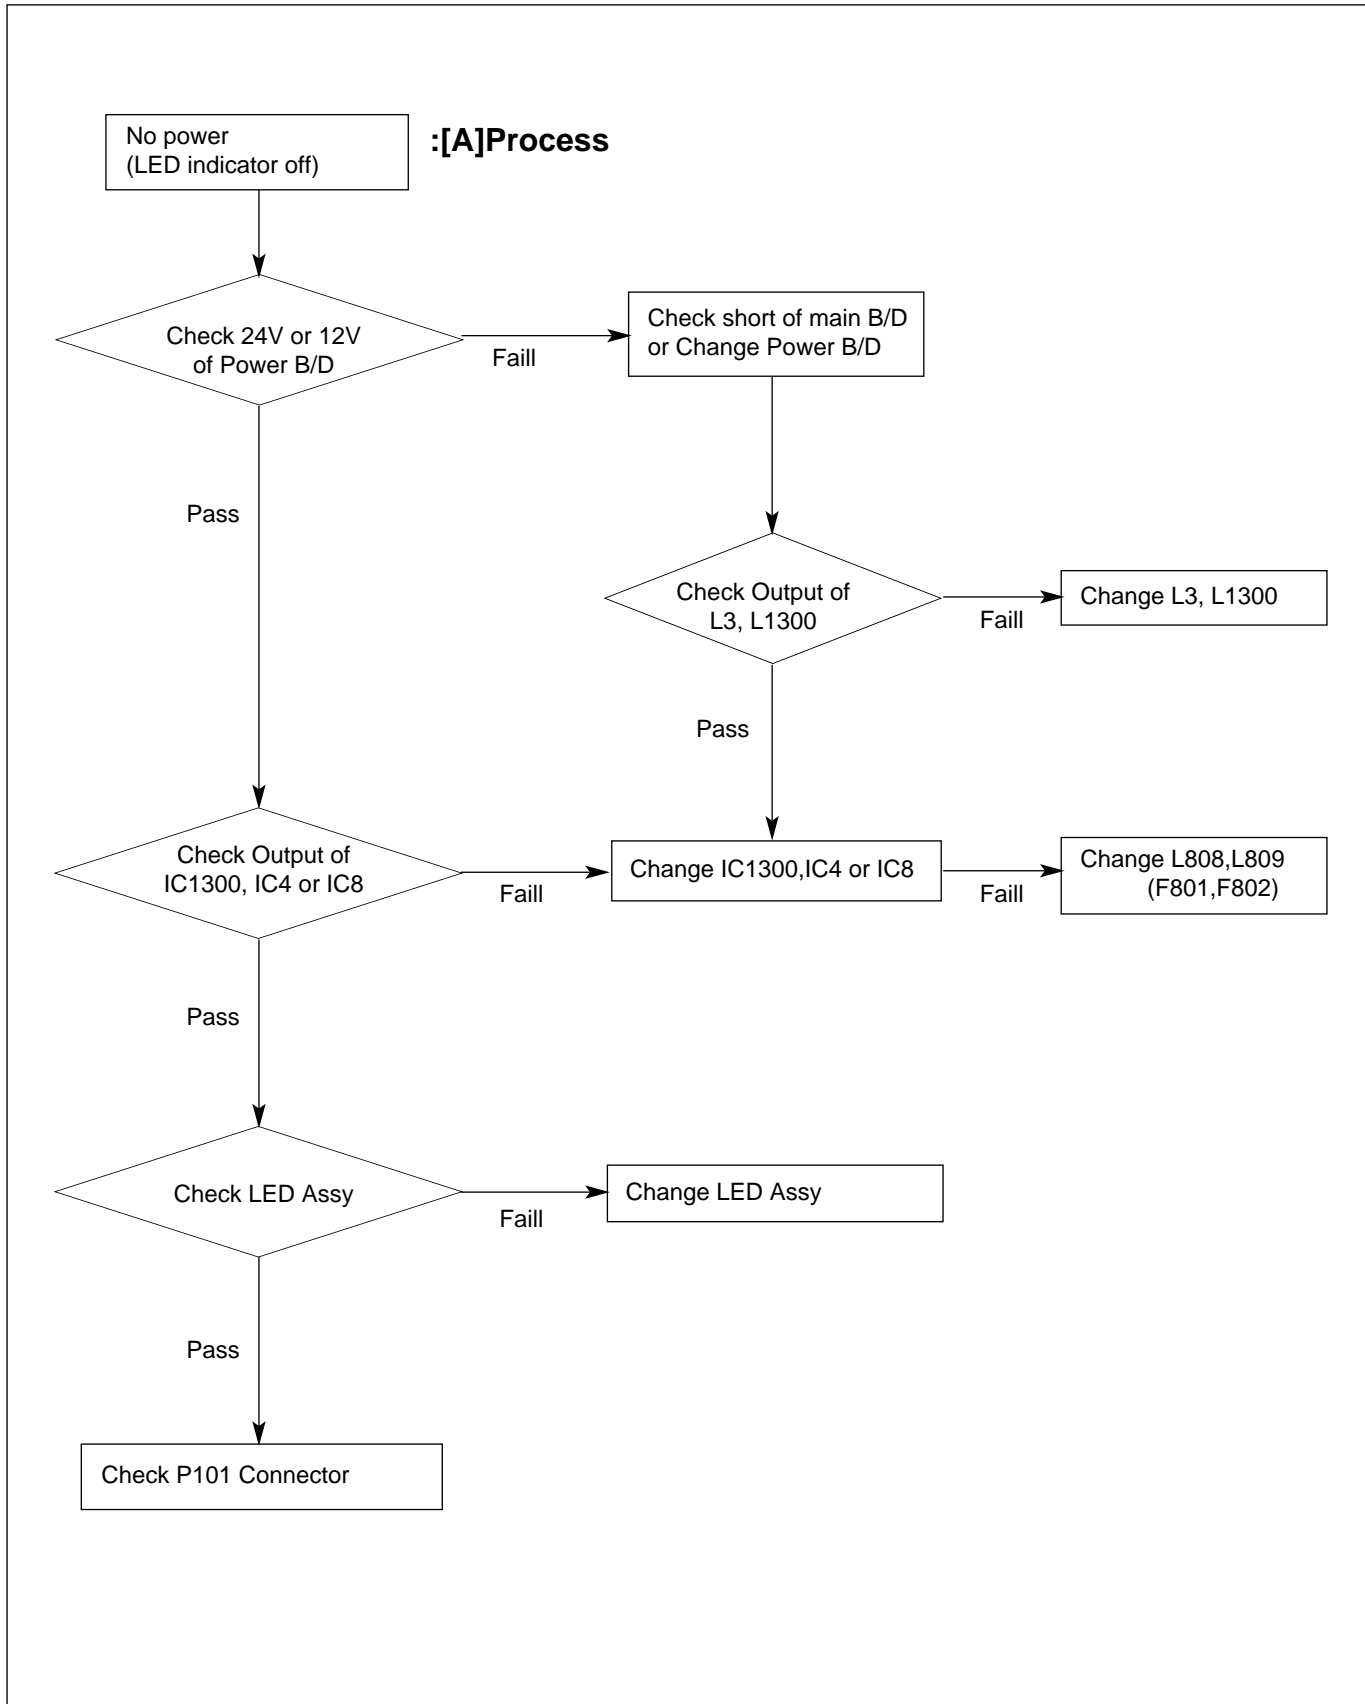 No power
(LED indicator off)
:[A]Process
Check 24V or 12V
of Power B/D
Faill
Check short of main B/D
or Change Power B/D
Pass
Check Output of
L3, L1300
Faill
Change L3, L1300
Pass
Check Output of
IC1300, IC4 or IC8
Faill
Change IC1300,IC4 or IC8
Faill
Change L808,L809
(F801,F802)
Pass
Check LED Assy
Faill
Change LED Assy
Pass
Check P101 Connector